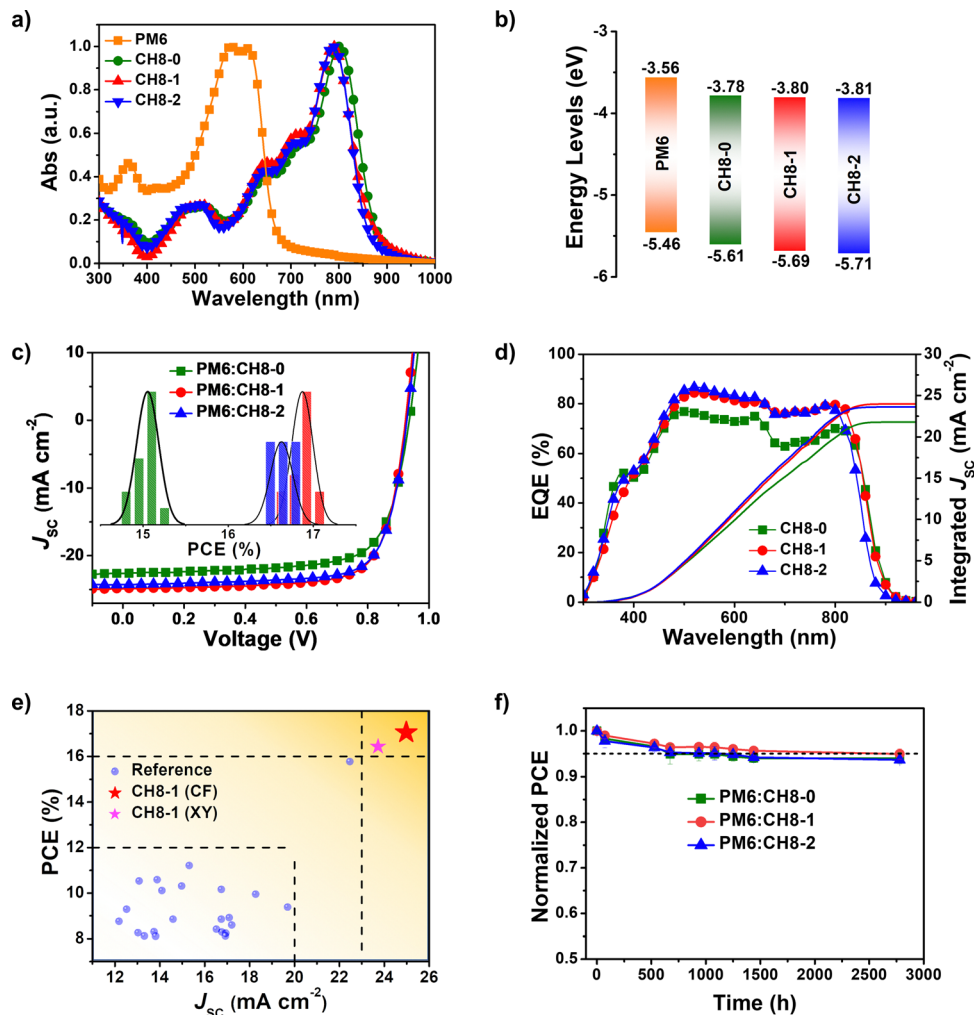 a)
PM6
CH8-0
CH8-1
CH8-2
1.0
0.8
0.6
0.4
0.2
0.0
Abs (a.u.)
300 400 500 600 700 800 900 1000
Wavelength (nm)
b)
-3
-4
-5
-6
Energy Levels (eV)
-3.56
-3.78
-3.80
-3.81
PM6
CH8-0
CH8-1
CH8-2
-5.46
-5.61
-5.69
-5.71
c)
PM6:CH8-0
PM6:CH8-1
PM6:CH8-2
10
0
-10
-20
JSC (mA cm-2)
15 16 17
PCE (%)
0.0 0.2 0.4 0.6 0.8 1.0
Voltage (V)
d)
100
80
60
40
20
0
EQE (%)
30
25
20
15
10
5
0
Integrated JSC (mA cm-2)
CH8-0
CH8-1
CH8-2
400 600 800
Wavelength (nm)
e)
18
16
14
12
10
8
PCE (%)
Reference
CH8-1 (CF)
CH8-1 (XY)
12 14 16 18 20 22 24 26
JSC (mA cm-2)
f)
1.0
0.9
0.8
0.7
0.6
0.5
Normalized PCE
PM6:CH8-0
PM6:CH8-1
PM6:CH8-2
0 500 1000 1500 2000 2500 3000
Time (h)